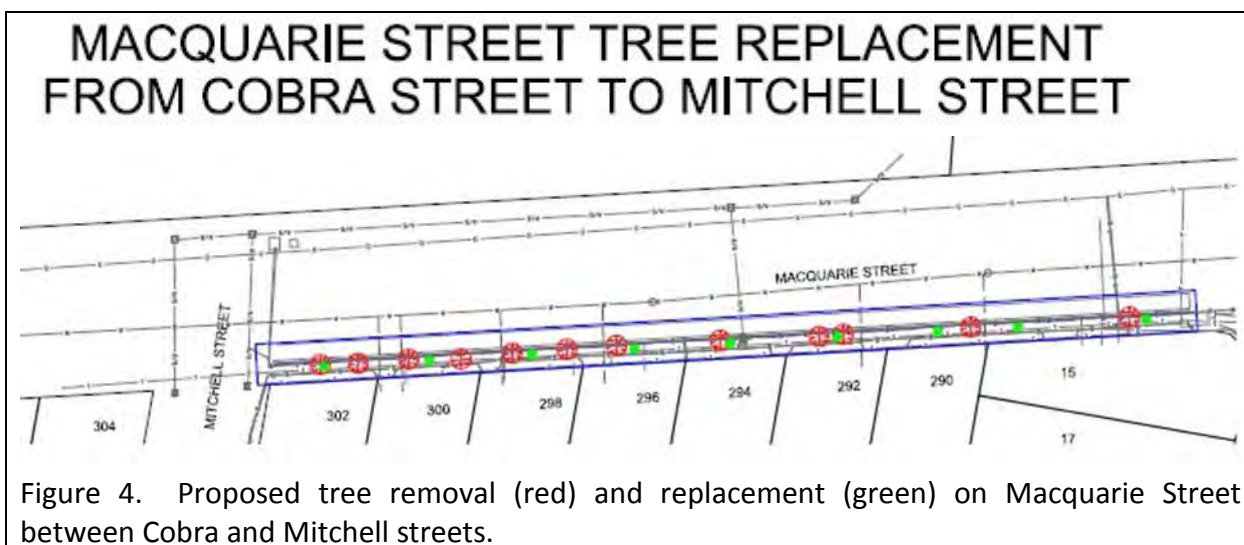 MACQUARIE STREET TREE REPLACEMENT
FROM COBRA STREET TO MITCHELL STREET
MACQUARIE STREET
MITCHELL STREET
304
302
300
298
296
294
292
290
15
17
Figure 4. Proposed tree removal (red) and replacement (green) on Macquarie Street
between Cobra and Mitchell streets.